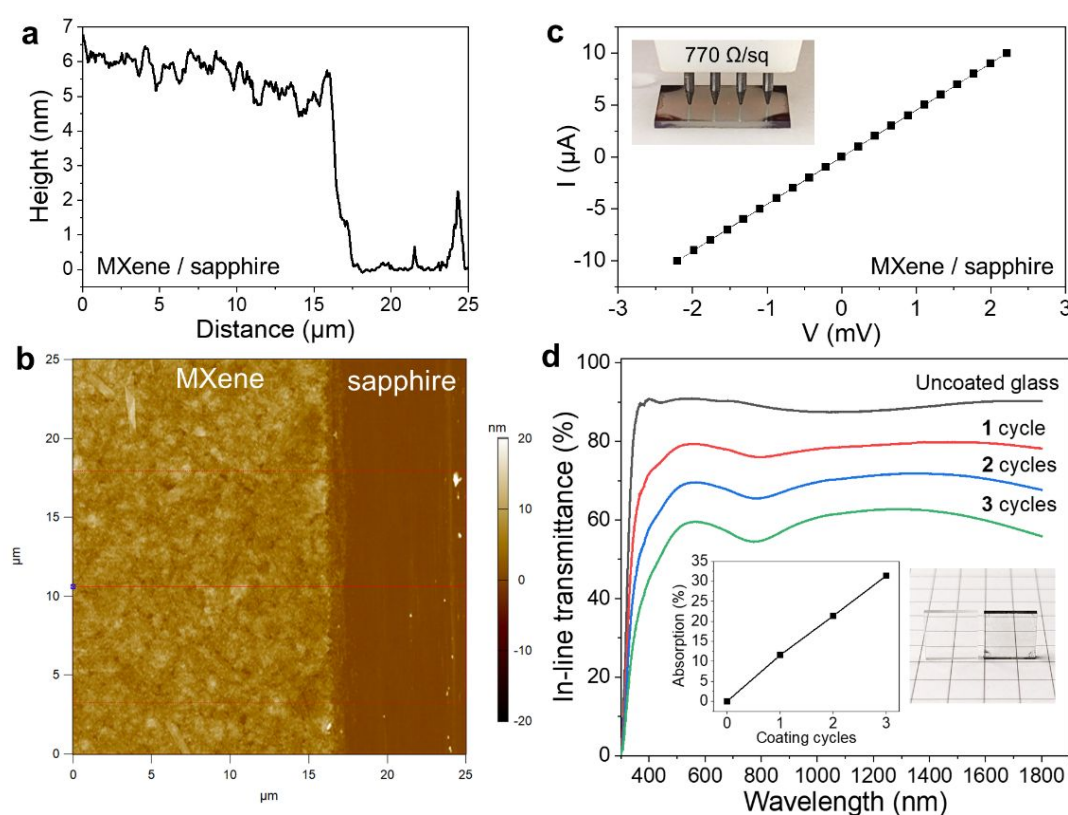 a
7
6
5
4
3
2
1
0
Height (nm)
MXene / sapphire
0 5 10 15 20 25
Distance (µm)
c
770 Ω/sq
10
5
0
-5
-10
I (µA)
MXene / sapphire
-3 -2 -1 0 1 2 3
V (mV)
b
25
20
15
10
5
0
µm
MXene
sapphire
0 5 10 15 20 25
µm
nm
20
10
0
-10
-20
d
100
80
60
40
20
0
In-line transmittance (%)
Uncoated glass
1 cycle
2 cycles
3 cycles
35
30
25
20
15
10
5
0
Absorption (%)
0 1 2 3
Coating cycles
400 600 800 1000 1200 1400 1600 1800
Wavelength (nm)